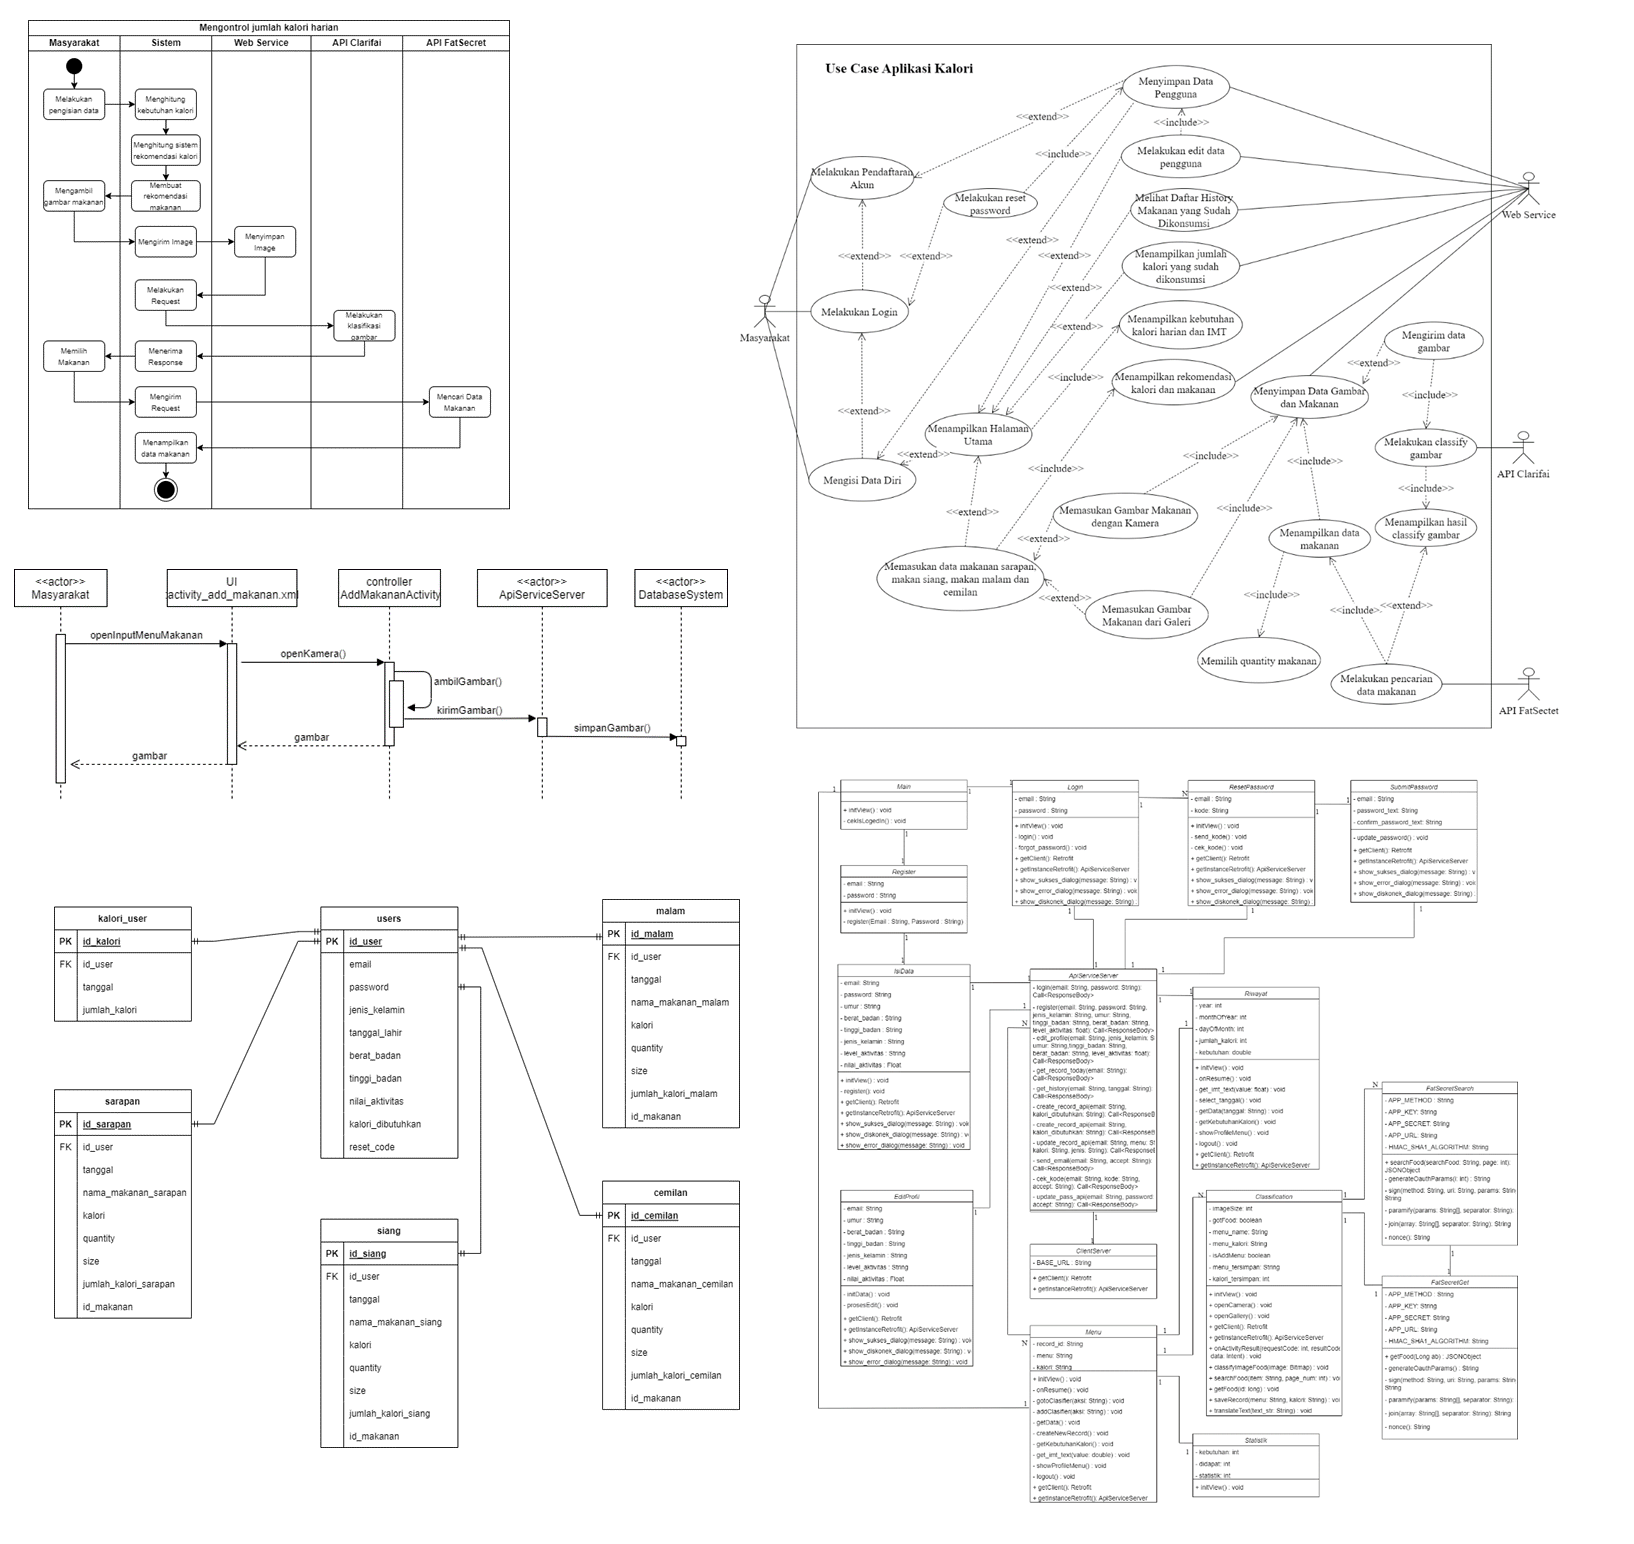 Mengontrol jumlah kalori harian
Masyarakat
Sistem
Web Service
API Clarifai
API FatSecret
Melakukan
pengisian data
Menghitung
kebutuhan kalori
Menghitung sistem
rekomendasi kalori
Mengambil
gambar makanan
Membuat
rekomendasi
makanan
Mengirim Image
Menyimpan
Image
Melakukan
Request
Melakukan
klasifikasi
gambar
Memilih
Makanan
Menerima
Response
Mengirim
Request
Mencari Data
Makanan
Menampilkan
data makanan
Use Case Aplikasi Kalori
Menyimpan Data
Pengguna
<<extend>>
<<include>>
<<include>>
Melakukan edit data
pengguna
Melakukan Pendaftaran
Akun
Melakukan reset
password
Melihat Daftar History
Makanan yang Sudah
Dikonsumsi
Web Service
<<extend>>
<<extend>>
<<extend>>
<<extend>>
<<extend>>
Menampilkan jumlah
kalori yang sudah
dikonsumsi
Masyarakat
Melakukan Login
<<extend>>
Menampilkan kebutuhan
kalori harian dan IMT
Mengirim data
gambar
<<extend>>
<<include>>
Menampilkan rekomendasi
kalori dan makanan
Menyimpan Data Gambar
dan Makanan
<<include>>
<<extend>>
Menampilkan Halaman
Utama
Melakukan classify
gambar
API Clarifai
<<extend>>
<<include>>
<<include>>
<<include>>
<<include>>
Mengisi Data Diri
<<extend>>
Memasukan Gambar Makanan
dengan Kamera
<<include>>
Menampilkan hasil
classify gambar
<<extend>>
Menampilkan data
makanan
Memasukan data makanan sarapan,
makan siang, makan malam dan
cemilan
<<extend>>
Memasukan Gambar
Makanan dari Galeri
<<include>
<<extend>>
Memilih quantity makanan
Melakukan pencarian
data makanan
API FatSectet
<<actor>>
Masyarakat
UI
activity_add_makanan.xml
controller
AddMakananActivity
<<actor>>
ApiServiceServer
<<actor>>
DatabaseSystem
openInputMenuMakanan
openKamera()
ambilGambar()
kirimGambar()
simpanGambar()
gambar
gambar
kalori_user
PK id_kalori
FK id_user
tanggal
jumlah_kalori
users
PK id_user
email
password
jenis_kelamin
tanggal_lahir
berat_badan
tinggi_badan
nilai_aktivitas
kalori_dibutuhkan
reset_code
malam
PK id_malam
FK id_user
tanggal
nama_makanan_malam
kalori
quantity
size
jumlah_kalori_malam
id_makanan
sarapan
PK id_sarapan
FK id_user
tanggal
nama_makanan_sarapan
kalori
quantity
size
jumlah_kalori_sarapan
id_makanan
siang
PK id_siang
FK id_user
tanggal
nama_makanan_siang
kalori
quantity
size
jumlah_kalori_siang
id_makanan
cemilan
PK id_cemilan
FK id_user
tanggal
nama_makanan_cemilan
kalori
quantity
size
jumlah_kalori_cemilan
id_makanan
Main
+ initView() : void
- cekIsLogedIn() : void
Login
- email : String
- password : String
+ initView() : void
- login() : void
- forgot_password() : void
+ getClient(): Retrofit
+ getInstanceRetrofit(): ApiServiceServer
+ show_sukses_dialog(message: String) : v
+ show_error_dialog(message: String) : voi
+ show_diskonek_dialog(message: String) :
ResetPassword
- email : String
- kode: String
+ initView() : void
- send_kode() : void
- cek_kode() : void
+ getClient(): Retrofit
+ getInstanceRetrofit(): ApiServiceServer
+ show_sukses_dialog(message: String) : v
+ show_error_dialog(message: String) : voi
+ show_diskonek_dialog(message: String) :
SubmitPassword
- email : String
- password_text: String
- confirm_password_text: String
- update_password() : void
+ getClient(): Retrofit
+ getInstanceRetrofit(): ApiServiceServer
+ show_sukses_dialog(message: String) : v
+ show_error_dialog(message: String) : voi
+ show_diskonek_dialog(message: String) :
Register
- email : String
- password : String
+ initView() : void
- register(Email : String, Password : String)
IsiData
- email: String
- password: String
- umur : String
- berat_badan : String
- tinggi_badan : String
- jenis_kelamin : String
- level_aktivitas : String
- nilai_aktivitas : Float
+ initView() : void
- register(): void
+ getClient(): Retrofit
+ getInstanceRetrofit(): ApiServiceServer
+ show_sukses_dialog(message: String) : voi
+ show_diskonek_dialog(message: String) : v
+ show_error_dialog(message: String) : void
ApiServiceServer
- login(email: String, password: String):
Call<ResponseBody>
- register(email: String, password: String,
jenis_kelamin: String, umur: String,
tinggi_badan: String, berat_badan: String,
level_aktivitas: float): Call<ResponseBody>
- edit_profile(email: String, jenis_kelamin: S
umur: String,tinggi_badan: String,
berat_badan: String, level_aktivitas: float):
Call<ResponseBody>
- get_record_today(email: String):
Call<ResponseBody>
- get_history(email: String, tanggal: String):
Call<ResponseBody>
- create_record_api(email: String,
kalori_dibutuhkan: String): Call<ResponseB
- create_record_api(email: String,
kalori_dibutuhkan: String): Call<ResponseB
- update_record_api(email: String, menu: St
kalori: String, jenis: String): Call<ResponseB
- send_email(email: String, accept: String):
Call<ResponseBody>
- cek_kode(email: String, kode: String,
accept: String): Call<ResponseBody>
- update_pass_api(email: String, password
accept: String): Call<ResponseBody>
Riwayat
- year: int
- monthOfYear: int
- dayOfMonth: int
- jumlah_kalori: int
- kebutuhan: double
+ initView() : void
- onResume() : void
- get_imt_text(value: float) : void
- select_tanggal() : void
- getData(tanggal: String) : void
- getKebutuhanKalori() : void
- showProfileMenu() : void
- logout() : void
+ getClient(): Retrofit
+ getInstanceRetrofit(): ApiServiceServer
FatSecretSearch
- APP_METHOD : String
- APP_KEY: String
- APP_SECRET: String
- APP_URL: String
- HMAC_SHA1_ALGORITHM: String
+ searchFood(searchFood: String, page: int):
JSONObject
- generateOauthParams(i: int) : String
- sign(method: String, uri: String, params: Strin
String
- paramify(params: String[], separator: String):
- join(array: String[], separator: String): String
- nonce(): String
EditProfil
- email: String
- umur : String
- berat_badan : String
- tinggi_badan : String
- jenis_kelamin : String
- level_aktivitas : String
- nilai_aktivitas : Float
- initData() : void
- prosesEdit() : void
+ getClient(): Retrofit
+ getInstanceRetrofit(): ApiServiceServer
+ show_sukses_dialog(message: String) : voi
+ show_diskonek_dialog(message: String) : v
+ show_error_dialog(message: String) : void
ClientServer
- BASE_URL : String
+ getClient(): Retrofit
+ getInstanceRetrofit(): ApiServiceServer
Classification
- imageSize: int
- gotFood: boolean
- menu_name: String
- menu_kalori: String
- isAddMenu: boolean
- menu_tersimpan: String
- kalori_tersimpan: int
+ initView() : void
+ openCamera() : void
+ openGallery() : void
+ getClient(): Retrofit
+ getInstanceRetrofit(): ApiServiceServer
+ onActivityResult(requestCode: int, resultCode
data: Intent) : void
+ classifyImageFood(image: Bitmap) : void
+ searchFood(item: String, page_num: int) : voi
+ getFood(id: long) : void
+ saveRecord(menu: String, kalori: String) : voi
+ translateText(text_str: String) : void
FatSecretGet
- APP_METHOD : String
- APP_KEY: String
- APP_SECRET: String
- APP_URL: String
- HMAC_SHA1_ALGORITHM: String
+ getFood(Long ab) : JSONObject
- generateOauthParams() : String
- sign(method: String, uri: String, params: Strin
String
- paramify(params: String[], separator: String):
- join(array: String[], separator: String): String
- nonce(): String
Menu
- record_id: String
- menu: String
- kalori: String
+ initView() : void
- onResume() : void
- gotoClasifier(aksi: String) : void
- addClasifier(aksi: String) : void
- getData() : void
- createNewRecord() : void
- getKebutuhanKalori() : void
- get_imt_text(value: double) : void
- showProfileMenu() : void
- logout() : void
+ getClient(): Retrofit
+ getInstanceRetrofit(): ApiServiceServer
Statistik
- kebutuhan: int
- didapat: int
- statistik: int
+ initView() : void